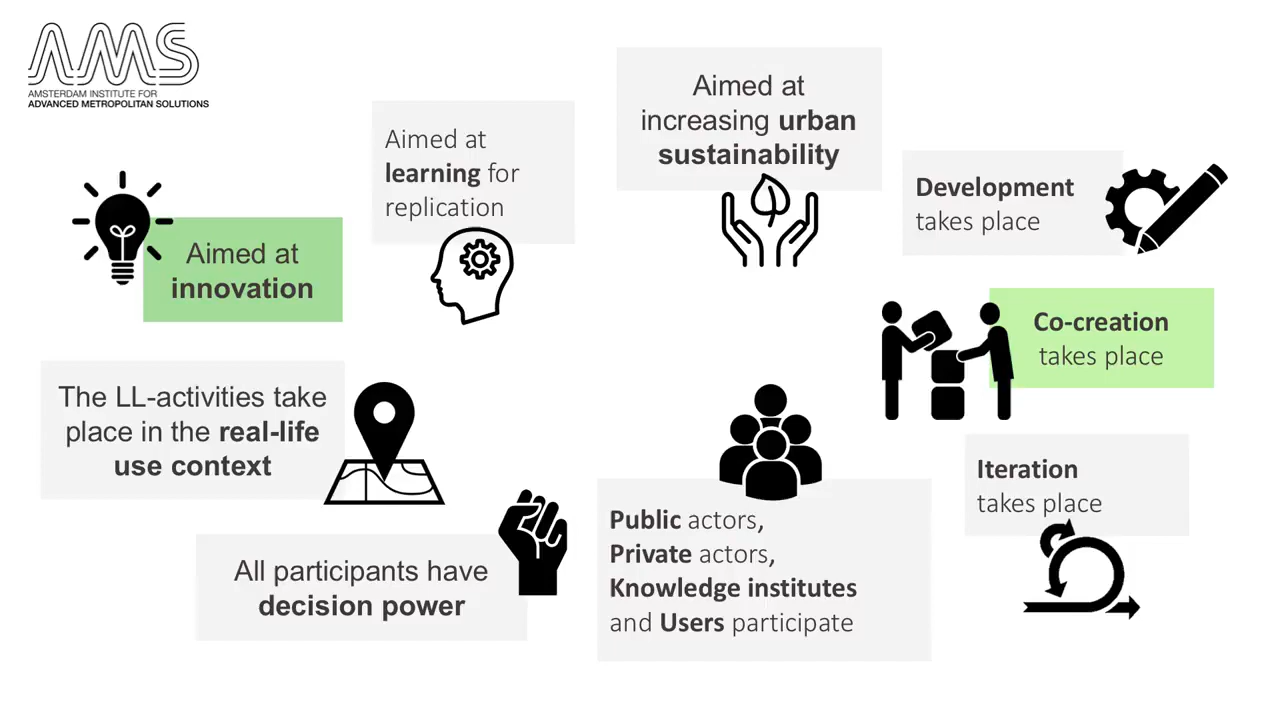 AMS
AMSTERDAM INSTITUTE FOR
ADVANCED METROPOLITAN SOLUTIONS
Aimed at
innovation
Aimed at
learning for
replication
Aimed at
increasing urban
sustainability
Development
takes place
Co-creation
takes place
Iteration
takes place
Public actors,
Private actors,
Knowledge institutes
and Users participate
All participants have
decision power
The LL-activities take
place in the real-life
use context